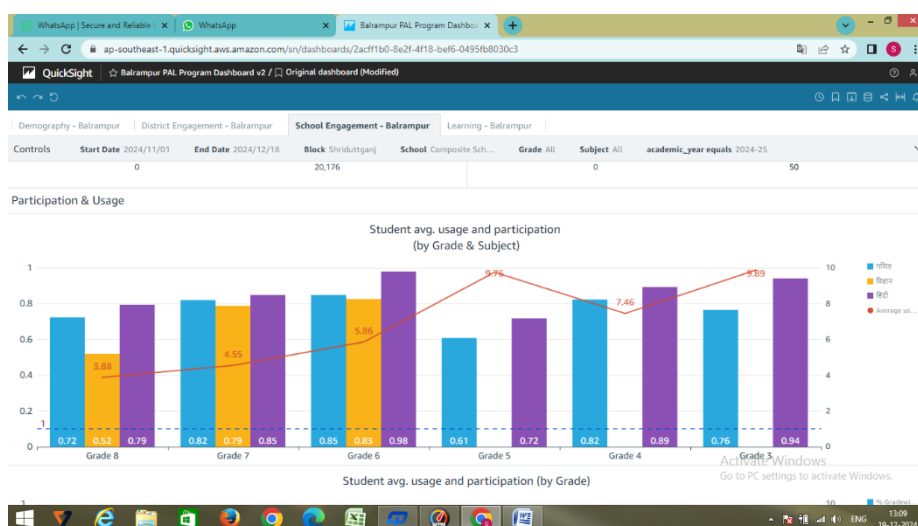 WhatsApp | Secure and Reliable
WhatsApp
Balrampur PAL Program Dashbo
ap-southeast-1.quicksight.aws.amazon.com/sn/dashboards/2acff1b0-8e2f-4f18-bef6-0495fb8030c3
S
QuickSight
Balrampur PAL Program Dashboard v2 / Original dashboard (Modified)
Demography - Balrampur
District Engagement - Balrampur
School Engagement - Balrampur
Learning - Balrampur
Controls
Start Date 2024/11/01
End Date 2024/12/18
Block Shriduttganj
School Composite Sch...
Grade All
Subject All
academic_year equals 2024-25
0 20,176 0 50
Participation & Usage
Student avg. usage and participation
(by Grade & Subject)
1 10
0.8 8
0.6 6
0.4 4
0.2 2
0 0
1
3.88 4.55 5.86 9.76 7.46 9.89
0.72 0.52 0.79 0.82 0.79 0.85 0.85 0.83 0.98 0.61 0.72 0.82 0.89 0.76 0.94
Grade 8 Grade 7 Grade 6 Grade 5 Grade 4 Grade 3
गणित
विज्ञान
हिंदी
Average us...
Activate Windows
Go to PC settings to activate Windows.
Student avg. usage and participation (by Grade)
1 10
% Gradewi...
ENG
13:09
19-12-2024